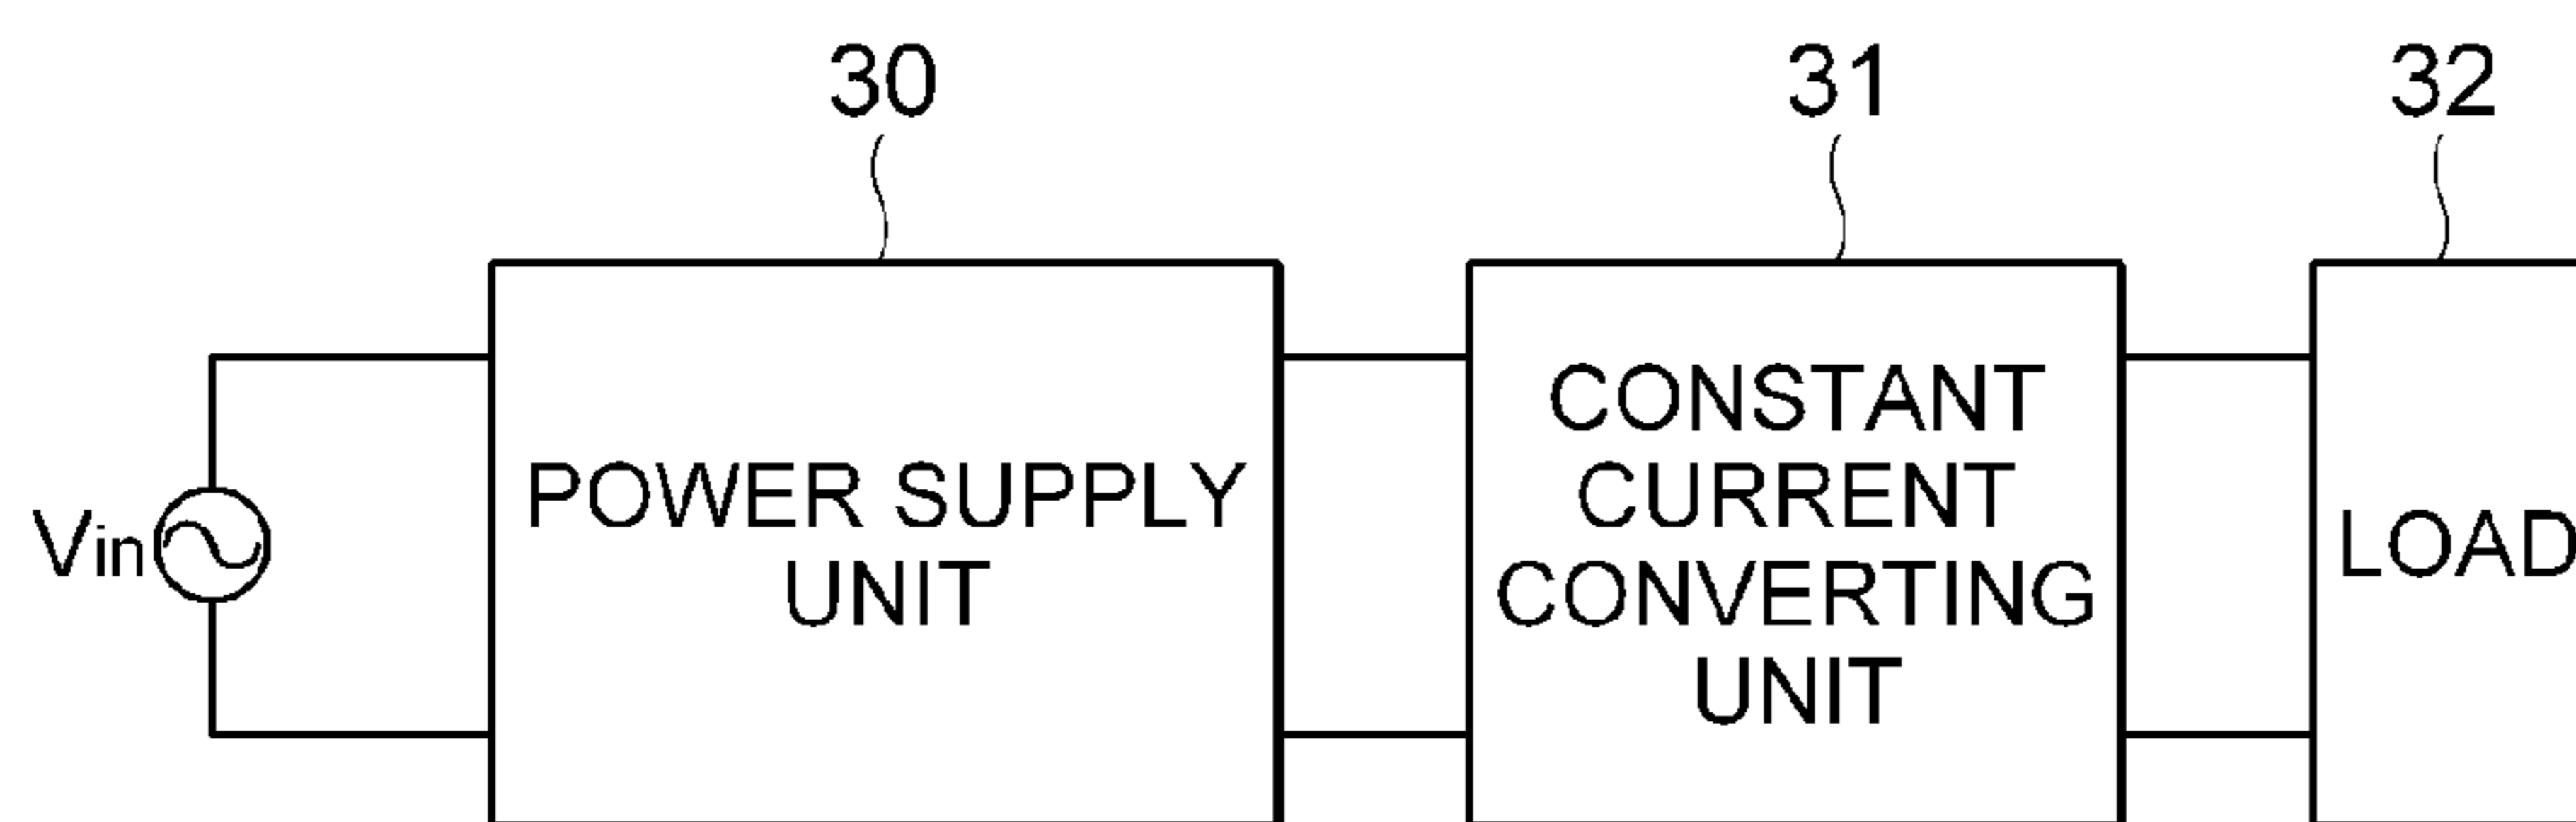 30
31
32
Vin
POWER SUPPLY
UNIT
CONSTANT
CURRENT
CONVERTING
UNIT
LOAD